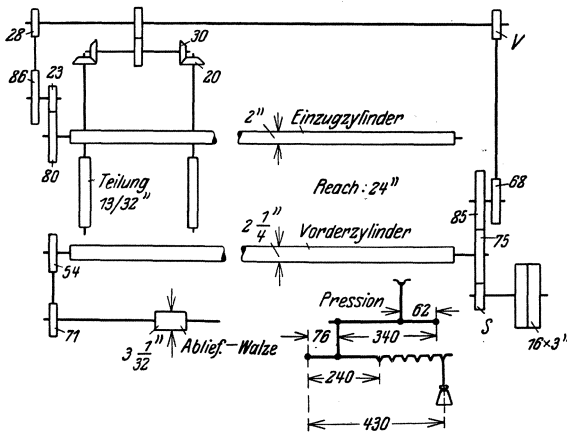 28
30
V
86
23
20
2" Einzugzylinder
80
Teilung
13/32"
Reach: 24"
68
85
2 1/4" Vorderzylinder
75
54
Pression
62
S
71
3 1/32" Ablief.-Walze
76
340
16×3"
240
430